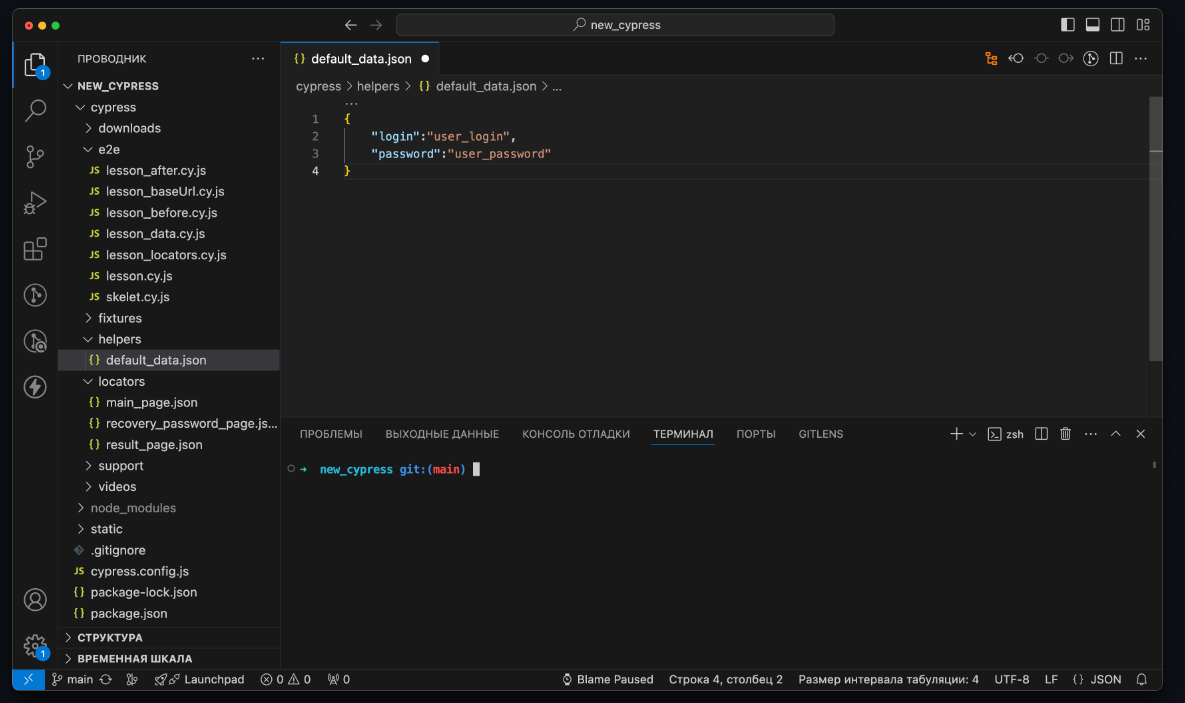 new_cypress
ПРОВОДНИК
NEW_CYPRESS
cypress
downloads
e2e
JS lesson_after.cy.js
JS lesson_baseUrl.cy.js
JS lesson_before.cy.js
JS lesson_data.cy.js
JS lesson_locators.cy.js
JS lesson.cy.js
JS skelet.cy.js
fixtures
helpers
{} default_data.json
locators
{} main_page.json
{} recovery_password_page.js...
{} result_page.json
support
videos
node_modules
static
.gitignore
JS cypress.config.js
{} package-lock.json
{} package.json
СТРУКТУРА
ВРЕМЕННАЯ ШКАЛА
1
1
{} default_data.json
cypress > helpers > {} default_data.json > ...
...
1 {
2 "login":"user_login",
3 "password":"user_password"
4 }
ПРОБЛЕМЫ ВЫХОДНЫЕ ДАННЫЕ КОНСОЛЬ ОТЛАДКИ ТЕРМИНАЛ ПОРТЫ GITLENS zsh
→ new_cypress git:(main)
main Launchpad 0 0 0 Blame Paused Строка 4, столбец 2 Размер интервала табуляции: 4 UTF-8 LF {} JSON